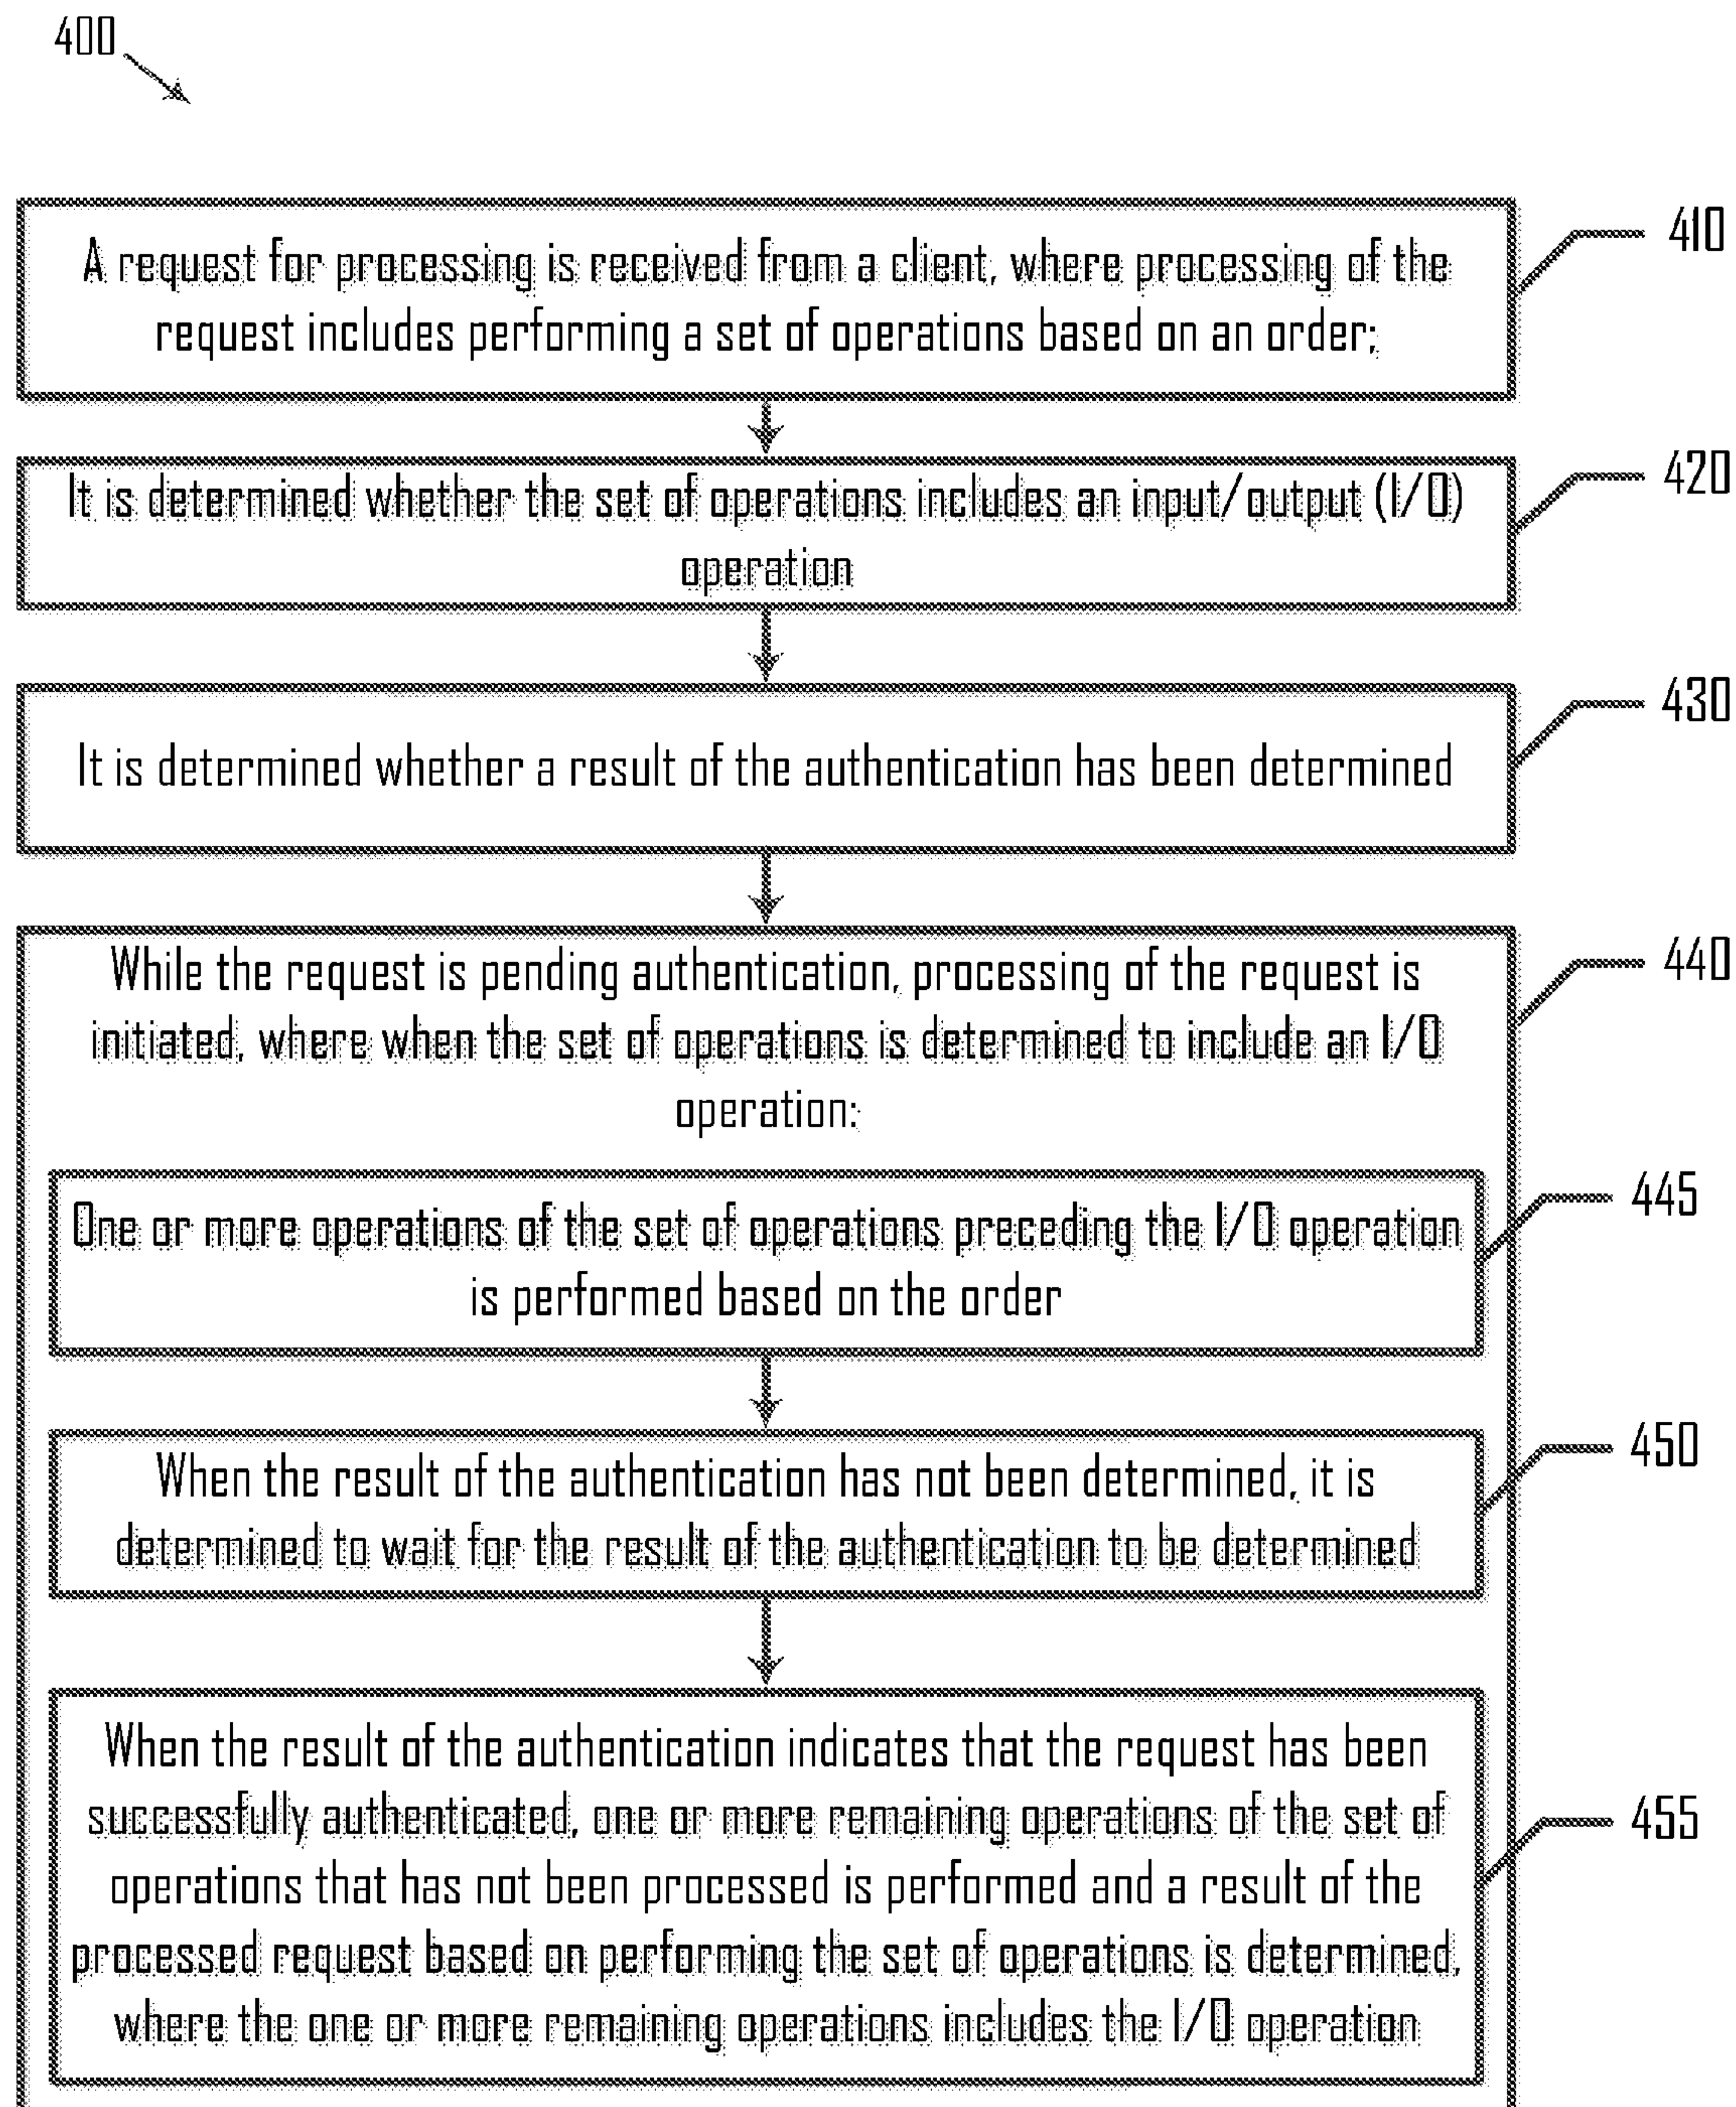 400
A request for processing is received from a client, where processing of the
request includes performing a set of operations based on an order;
410
It is determined whether the set of operations includes an input/output (I/O)
operation
420
It is determined whether a result of the authentication has been determined
430
While the request is pending authentication, processing of the request is
initiated, where when the set of operations is determined to include an I/O
operation:
440
One or more operations of the set of operations preceding the I/O operation
is performed based on the order
445
When the result of the authentication has not been determined, it is
determined to wait for the result of the authentication to be determined
450
When the result of the authentication indicates that the request has been
successfully authenticated, one or more remaining operations of the set of
operations that has not been processed is performed and a result of the
processed request based on performing the set of operations is determined,
where the one or more remaining operations includes the I/O operation
455